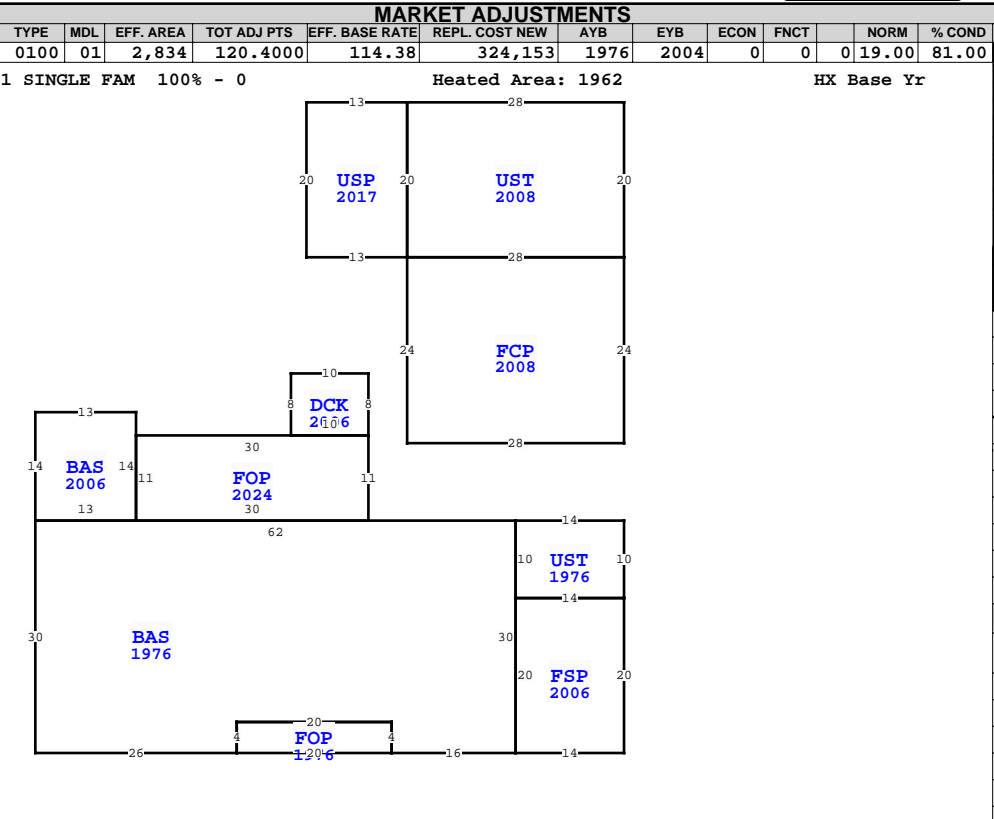 MARKET ADJUSTMENTS
TYPE MDL EFF. AREA TOT ADJ PTS EFF. BASE RATE REPL. COST NEW AYB EYB ECON FNCT NORM % COND
0100 01 2,834 120.4000 114.38 324,153 1976 2004 0 0 0 19.00 81.00
1 SINGLE FAM 100% - 0 Heated Area: 1962 HX Base Yr
13 28
20 USP 20 UST 20
2017 2008
13 28
24 FCP 24
2008
10
8 DCK 8
10
13
30
14 BAS 14 11 FOP 11
2006 2024
13 30
62
14
10 UST 10
1976
14
30 BAS 30
1976
20 FSP 20
2006
20
4 FOP 4
26 20 16 14